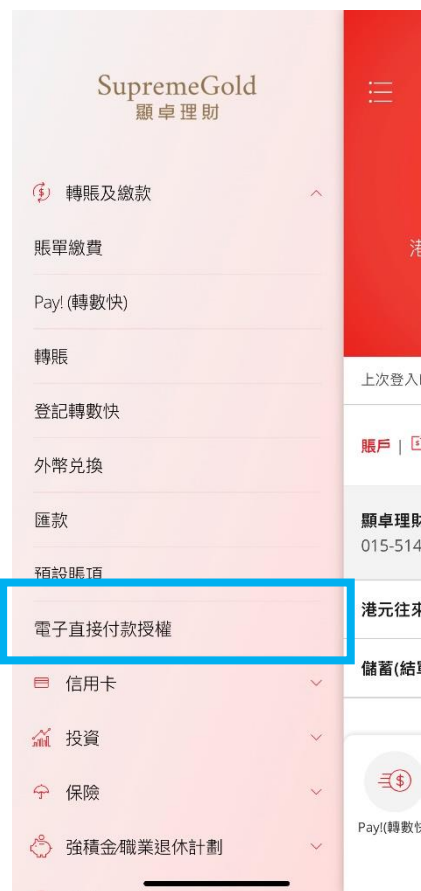 SupremeGold
顯卓理財
轉賬及繳款
賬單繳費
Pay! (轉數快)
轉賬
登記轉數快
外幣兌換
匯款
預設賬項
電子直接付款授權
信用卡
投資
保險
強積金/職業退休計劃
港
上次登入
賬戶 |
顯卓理財
015-514
港元往來
儲蓄(結單
Pay!(轉數快